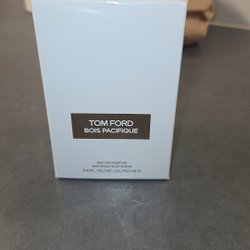 TOM FORD
BOIS PACIFIQUE
EAU DE PARFUM
VAPORISATEUR SPRAY